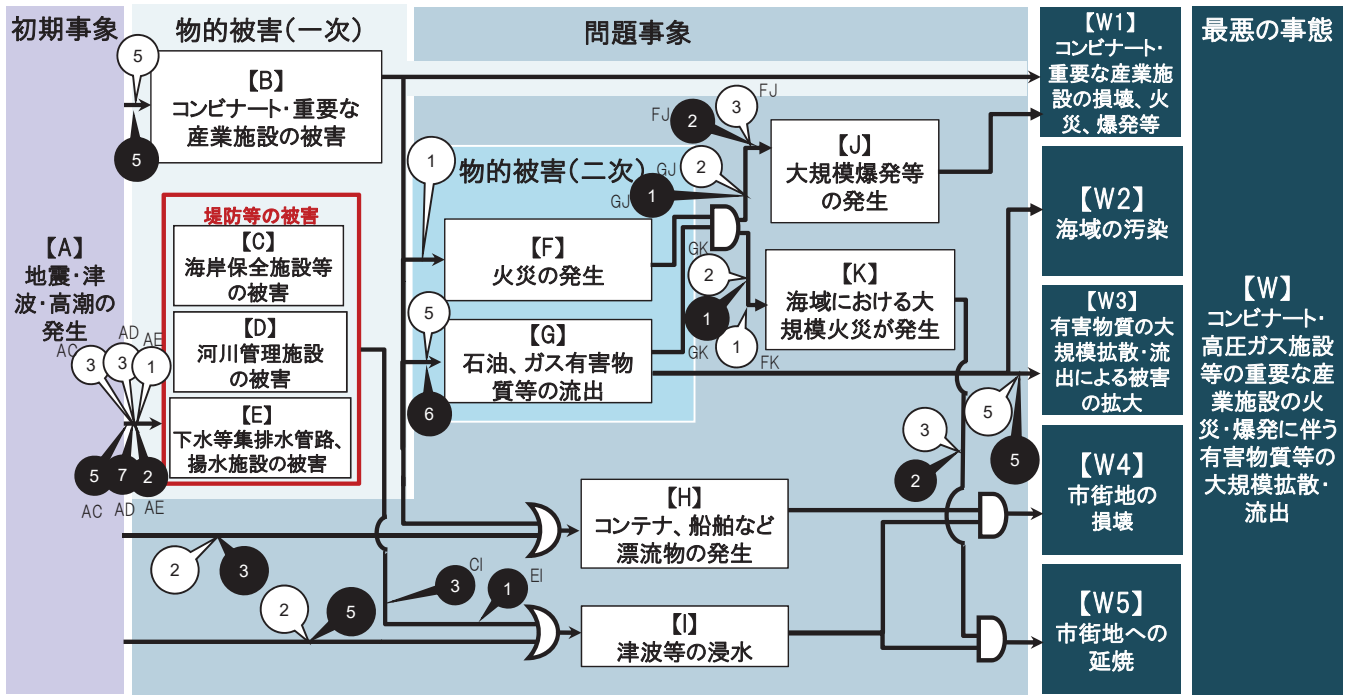 初期事象
物的被害(一次)
問題事象
最悪の事態
【A】
地震・津
波・高潮の
発生
5
5
【B】
コンビナート・重要な
産業施設の被害
堤防等の被害
【C】
海岸保全施設等
の被害
【D】
河川管理施設
の被害
【E】
下水等集排水管路、
揚水施設の被害
AC
AD
AE
3
3
1
5
7
2
AC
AD
AE
物的被害(二次)
1
【F】
火災の発生
5
6
【G】
石油、ガス有害物
質等の流出
FJ
2
3
FJ
GJ
2
GJ
1
【J】
大規模爆発等
の発生
GK
2
1
GK
1
FK
【K】
海域における大
規模火災が発生
3
2
5
5
2
3
【H】
コンテナ、船舶など
漂流物の発生
2
5
3
CI
1
EI
【I】
津波等の浸水
【W1】
コンビナート・
重要な産業施
設の損壊、火
災、爆発等
【W2】
海域の汚染
【W3】
有害物質の大
規模拡散・流
出による被害
の拡大
【W4】
市街地の
損壊
【W5】
市街地への
延焼
【W】
コンビナート・
高圧ガス施設
等の重要な産
業施設の火
災・爆発に伴う
有害物質等の
大規模拡散・
流出